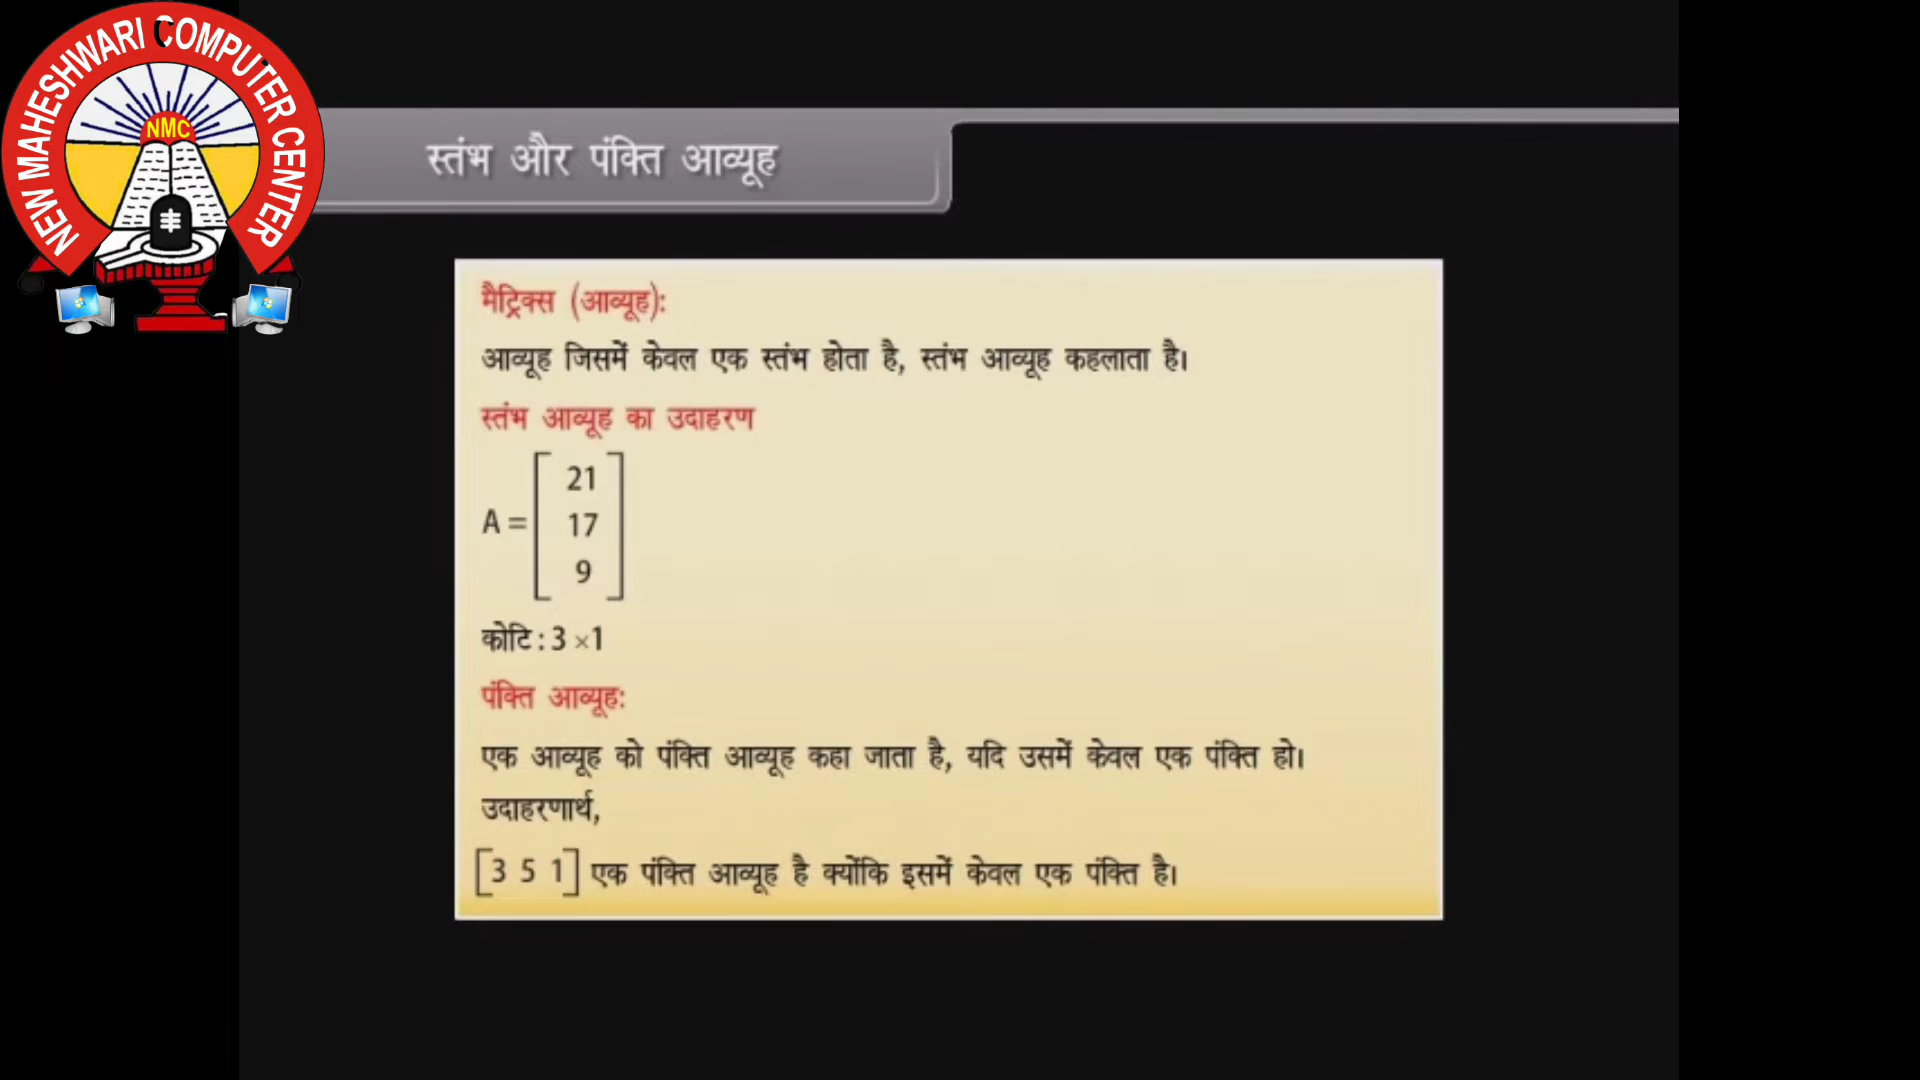 NEW MAHESHWARI COMPUTER CENTER
NMC
स्तंभ और पंक्ति आव्यूह
मैट्रिक्स (आव्यूह):
आव्यूह जिसमें केवल एक स्तंभ होता है, स्तंभ आव्यूह कहलाता है।
स्तंभ आव्यूह का उदाहरण
21
A = 17
9
कोटि : 3 ×1
पंक्ति आव्यूह:
एक आव्यूह को पंक्ति आव्यूह कहा जाता है, यदि उसमें केवल एक पंक्ति हो।
उदाहरणार्थ,
[3 5 1] एक पंक्ति आव्यूह है क्योंकि इसमें केवल एक पंक्ति है।